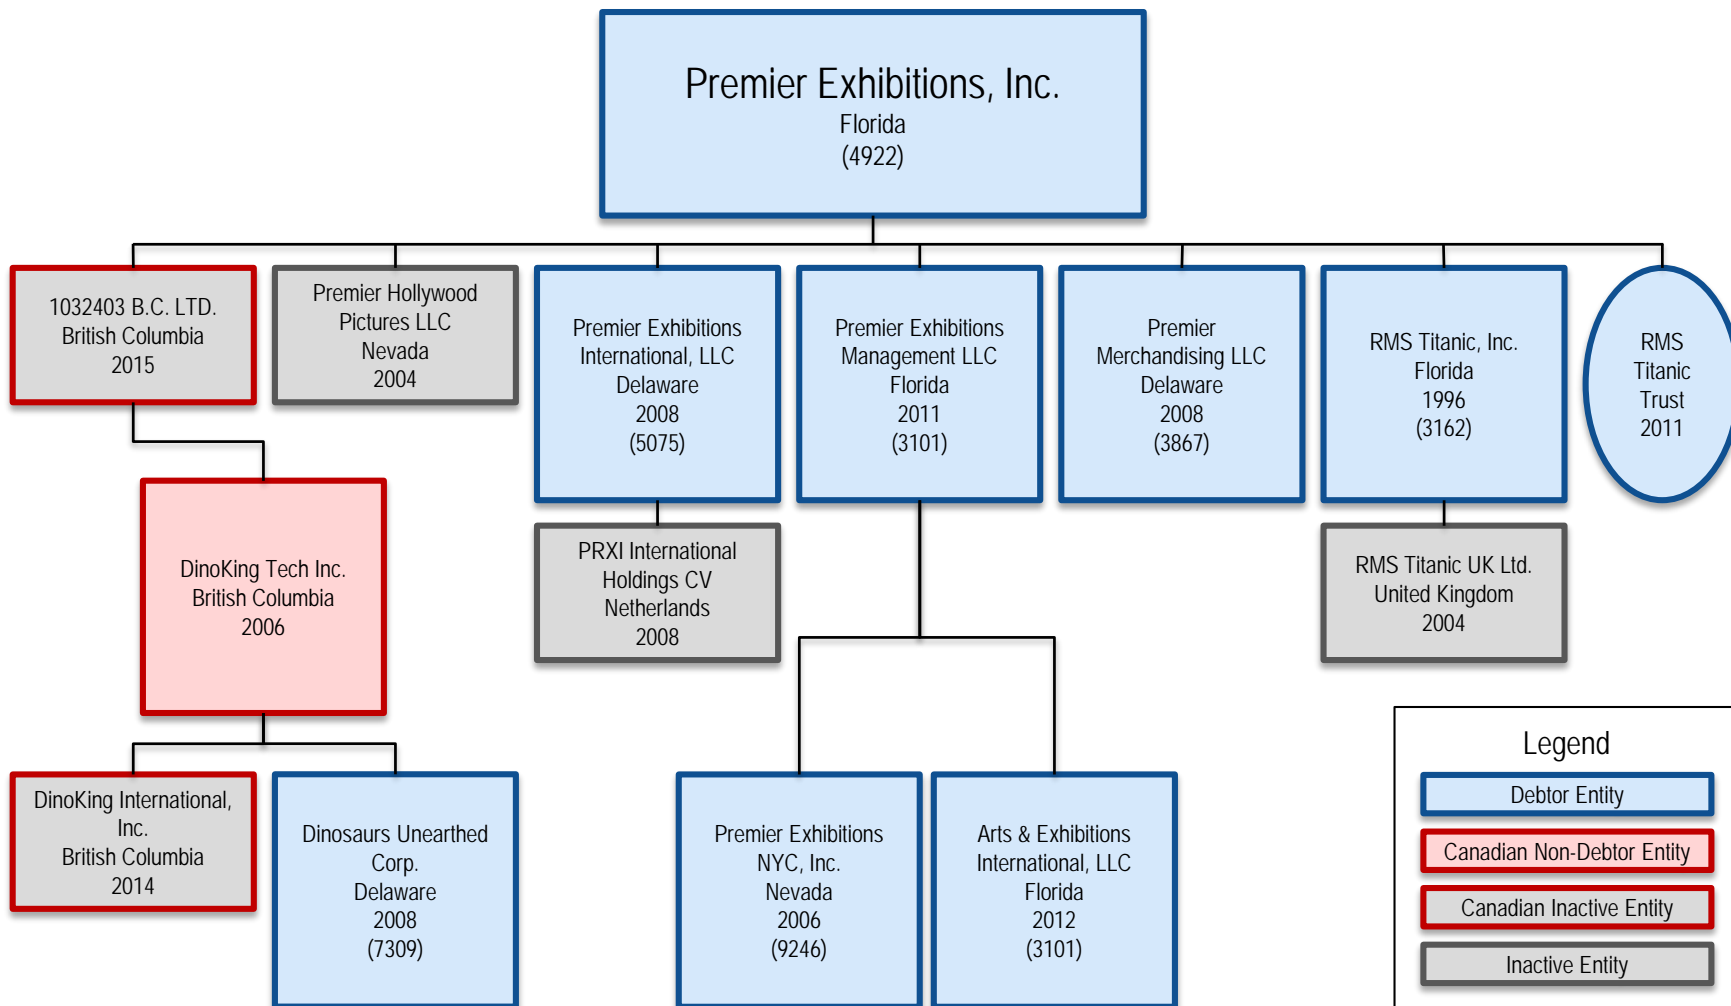 Premier Exhibitions, Inc.
Florida
(4922)
1032403 B.C. LTD.
British Columbia
2015
Premier Hollywood
Pictures LLC
Nevada
2004
Premier Exhibitions
International, LLC
Delaware
2008
(5075)
Premier Exhibitions
Management LLC
Florida
2011
(3101)
Premier
Merchandising LLC
Delaware
2008
(3867)
RMS Titanic, Inc.
Florida
1996
(3162)
RMS
Titanic
Trust
2011
DinoKing Tech Inc.
British Columbia
2006
PRXI International
Holdings CV
Netherlands
2008
RMS Titanic UK Ltd.
United Kingdom
2004
DinoKing International,
Inc.
British Columbia
2014
Dinosaurs Unearthed
Corp.
Delaware
2008
(7309)
Premier Exhibitions
NYC, Inc.
Nevada
2006
(9246)
Arts & Exhibitions
International, LLC
Florida
2012
(3101)
Legend
Debtor Entity
Canadian Non-Debtor Entity
Canadian Inactive Entity
Inactive Entity